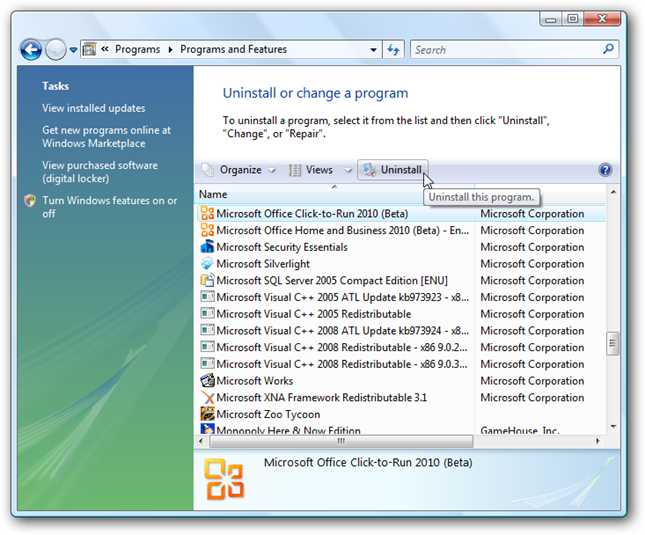 « Programs ▸ Programs and Features
Search
Tasks
View installed updates
Get new programs online at
Windows Marketplace
View purchased software
(digital locker)
Turn Windows features on or
off
Uninstall or change a program
To uninstall a program, select it from the list and then click "Uninstall",
"Change", or "Repair".
Organize Views Uninstall
Uninstall this program.
Name
Microsoft Office Click-to-Run 2010 (Beta) Microsoft Corporation
Microsoft Office Home and Business 2010 (Beta) - En... Microsoft Corporation
Microsoft Security Essentials Microsoft Corporation
Microsoft Silverlight Microsoft Corporation
Microsoft SQL Server 2005 Compact Edition [ENU] Microsoft Corporation
Microsoft Visual C++ 2005 ATL Update kb973923 - x8... Microsoft Corporation
Microsoft Visual C++ 2005 Redistributable Microsoft Corporation
Microsoft Visual C++ 2008 ATL Update kb973924 - x8... Microsoft Corporation
Microsoft Visual C++ 2008 Redistributable - x86 9.0.2... Microsoft Corporation
Microsoft Visual C++ 2008 Redistributable - x86 9.0.3... Microsoft Corporation
Microsoft Works Microsoft Corporation
Microsoft XNA Framework Redistributable 3.1 Microsoft Corporation
Microsoft Zoo Tycoon
Monopoly Here & Now Edition GameHouse, Inc.
Microsoft Office Click-to-Run 2010 (Beta)